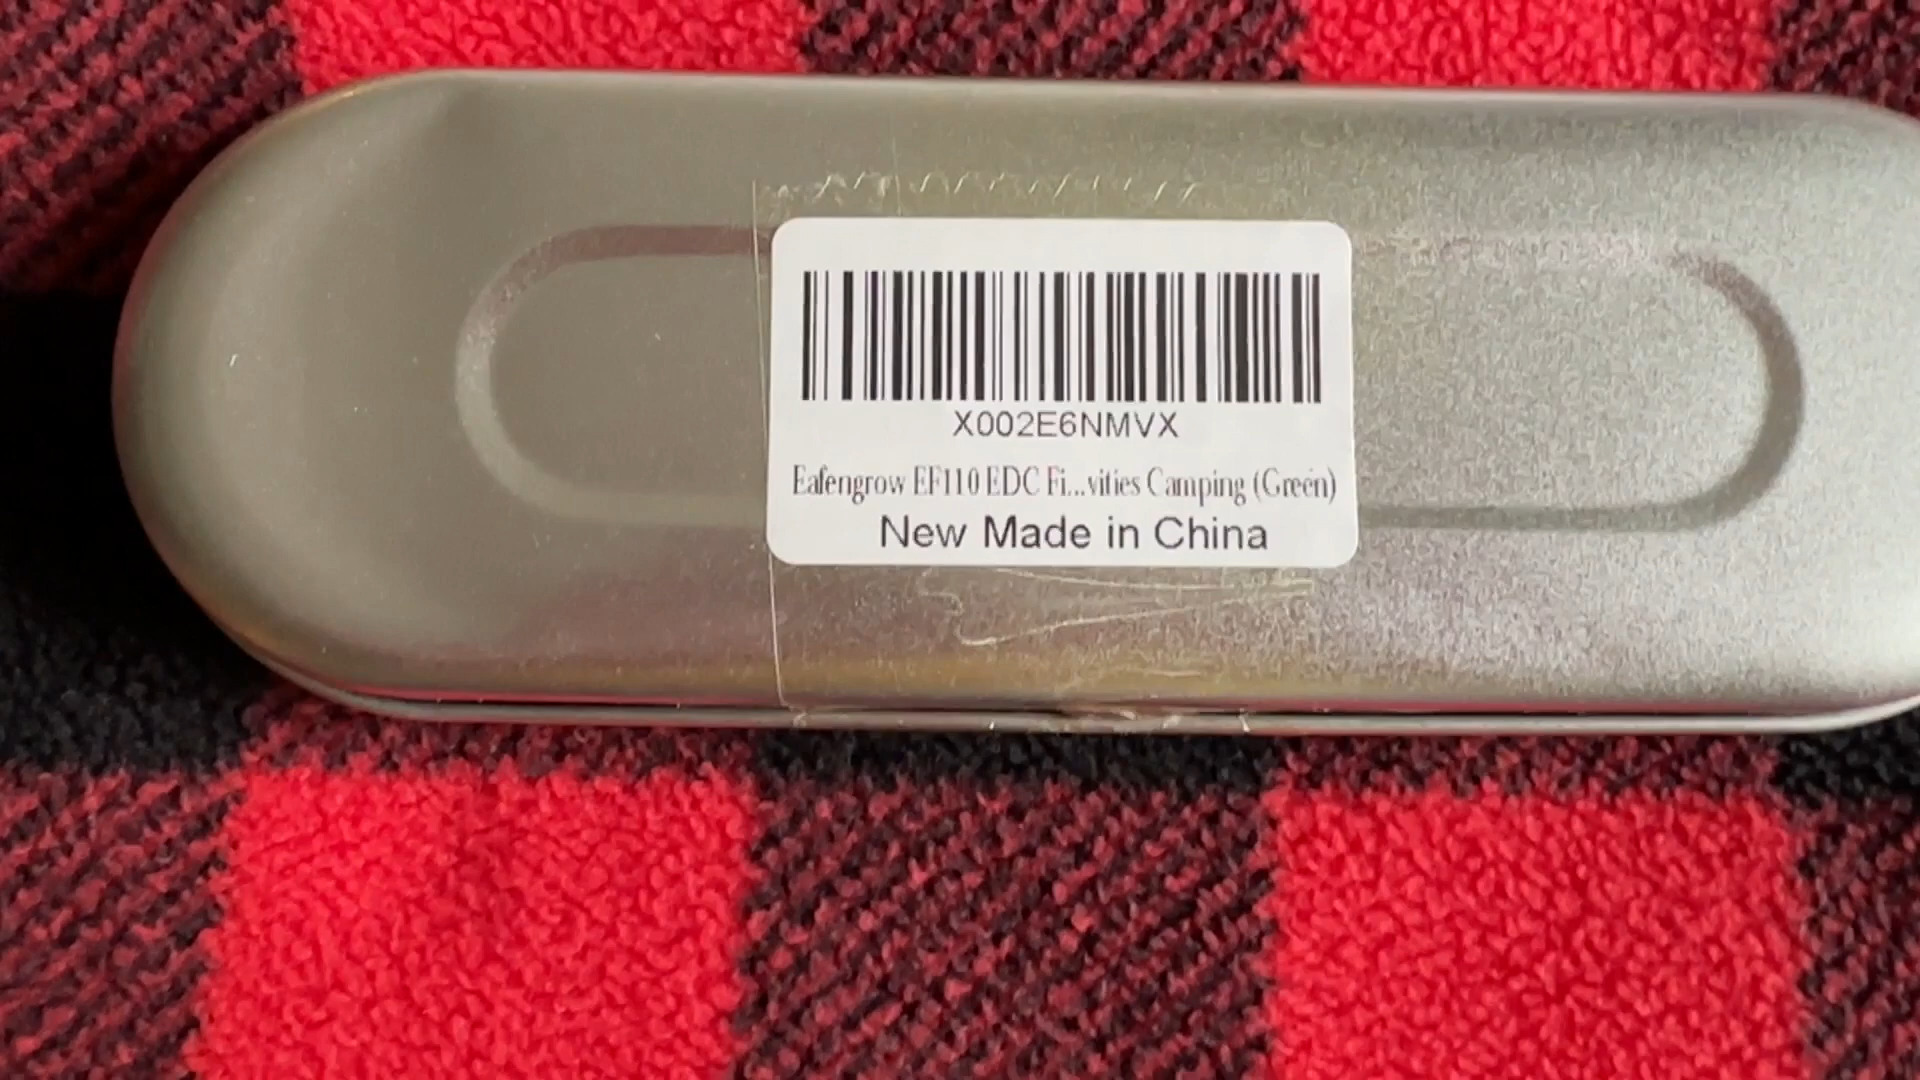 X002E6NMVX
Eafengrow EF110 EDC Fi...vities Camping (Green)
New Made in China